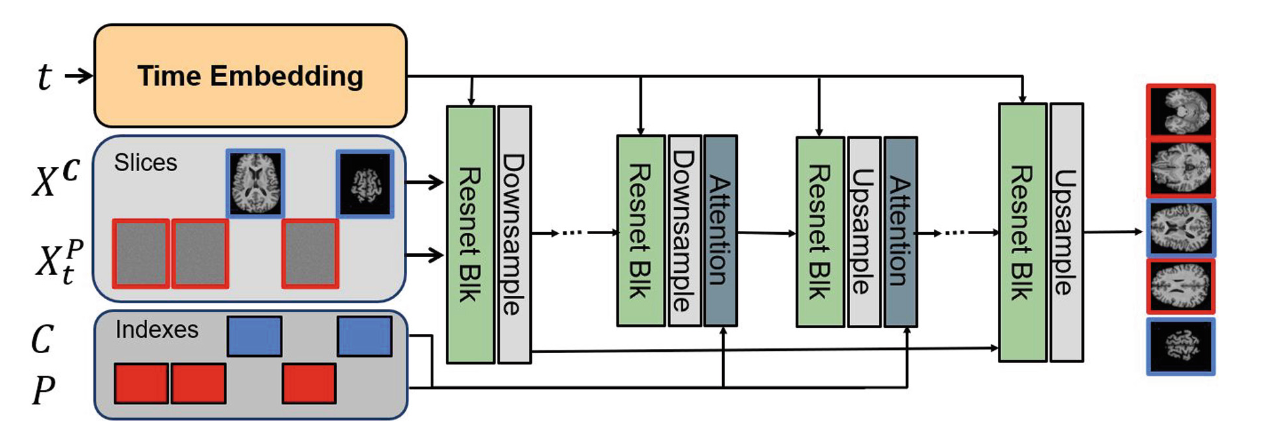 t
Time Embedding
X^C
Slices
X_t^P
C
Indexes
P
Resnet Blk
Downsample
Resnet Blk
Downsample
Attention
Resnet Blk
Upsample
Attention
Resnet Blk
Upsample